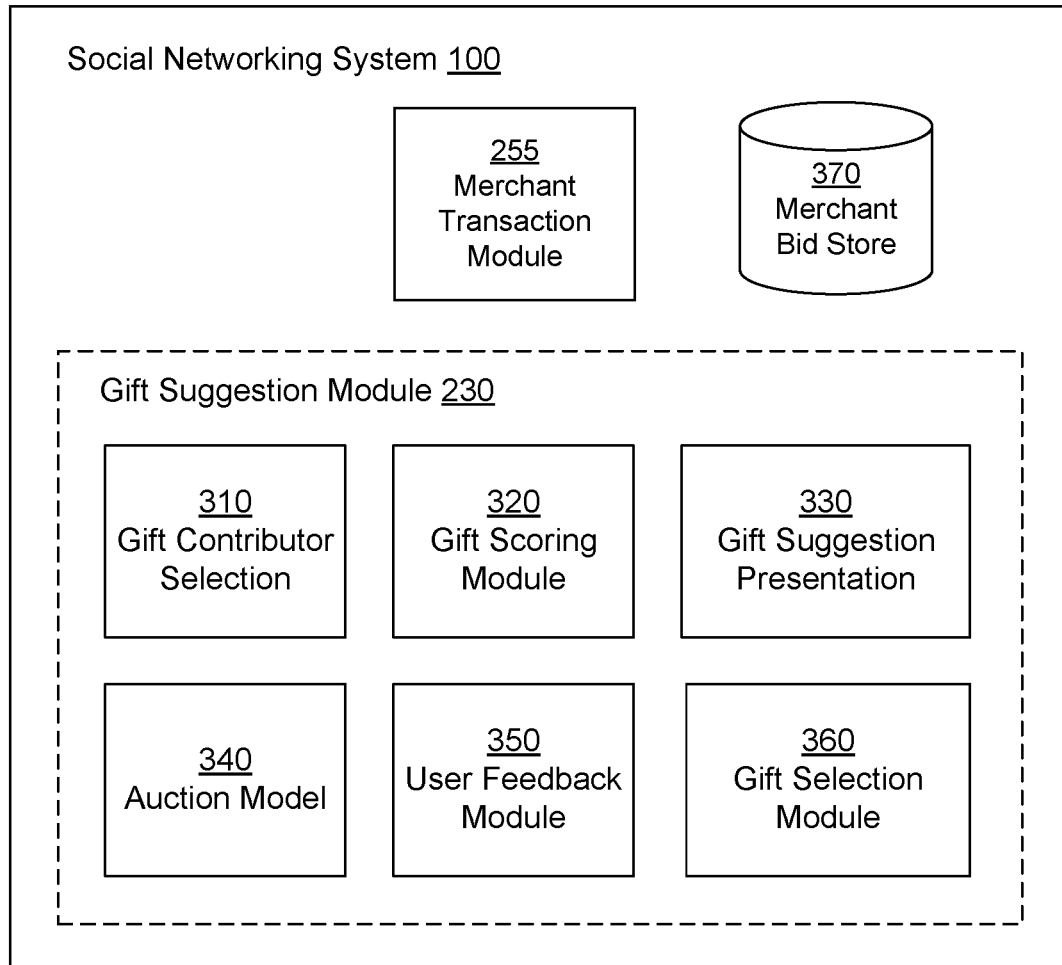 Social Networking System 100
255
Merchant
Transaction
Module
370
Merchant
Bid Store
Gift Suggestion Module 230
310
Gift Contributor
Selection
320
Gift Scoring
Module
330
Gift Suggestion
Presentation
340
Auction Model
350
User Feedback
Module
360
Gift Selection
Module